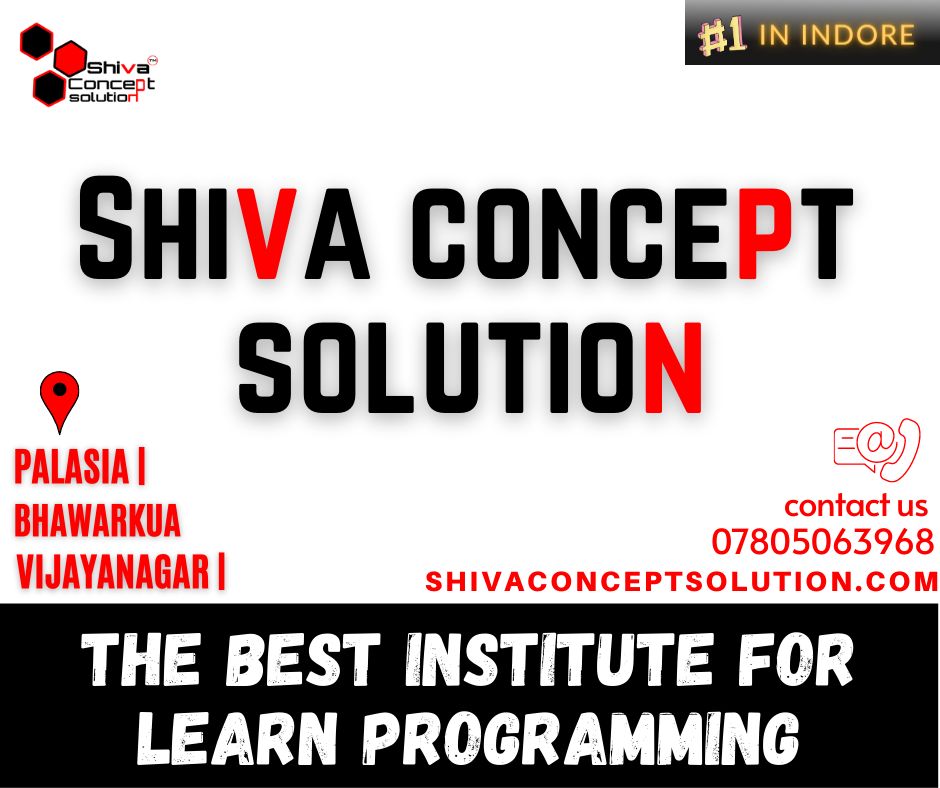 Shiva™
Concept
solution
#1 IN INDORE
SHIVA CONCEPT
SOLUTION
PALASIA |
BHAWARKUA
VIJAYANAGAR |
contact us
07805063968
SHIVACONCEPTSOLUTION.COM
THE BEST INSTITUTE FOR
LEARN PROGRAMMING